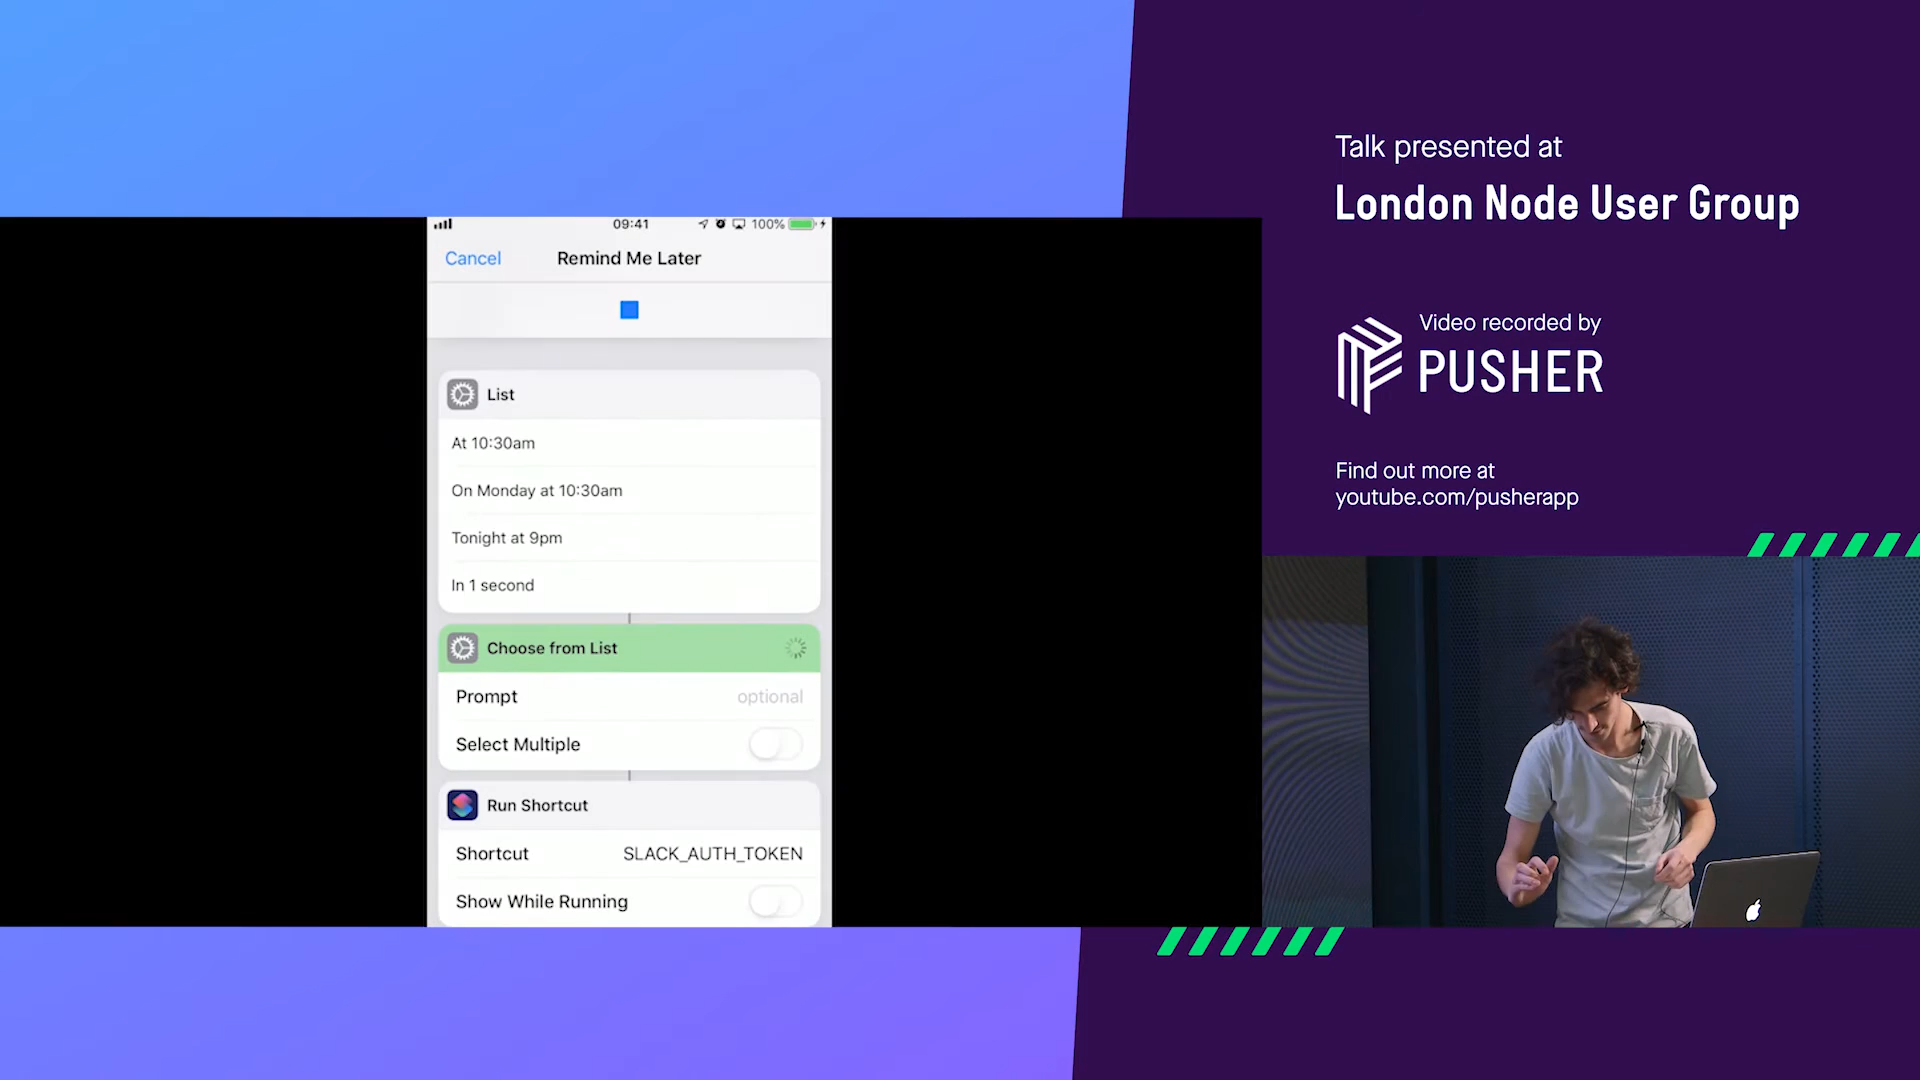 09:41
100%
Cancel
Remind Me Later
List
At 10:30am
On Monday at 10:30am
Tonight at 9pm
In 1 second
Choose from List
Prompt
optional
Select Multiple
Run Shortcut
Shortcut
SLACK_AUTH_TOKEN
Show While Running
Talk presented at
London Node User Group
Video recorded by
PUSHER
Find out more at
youtube.com/pusherapp